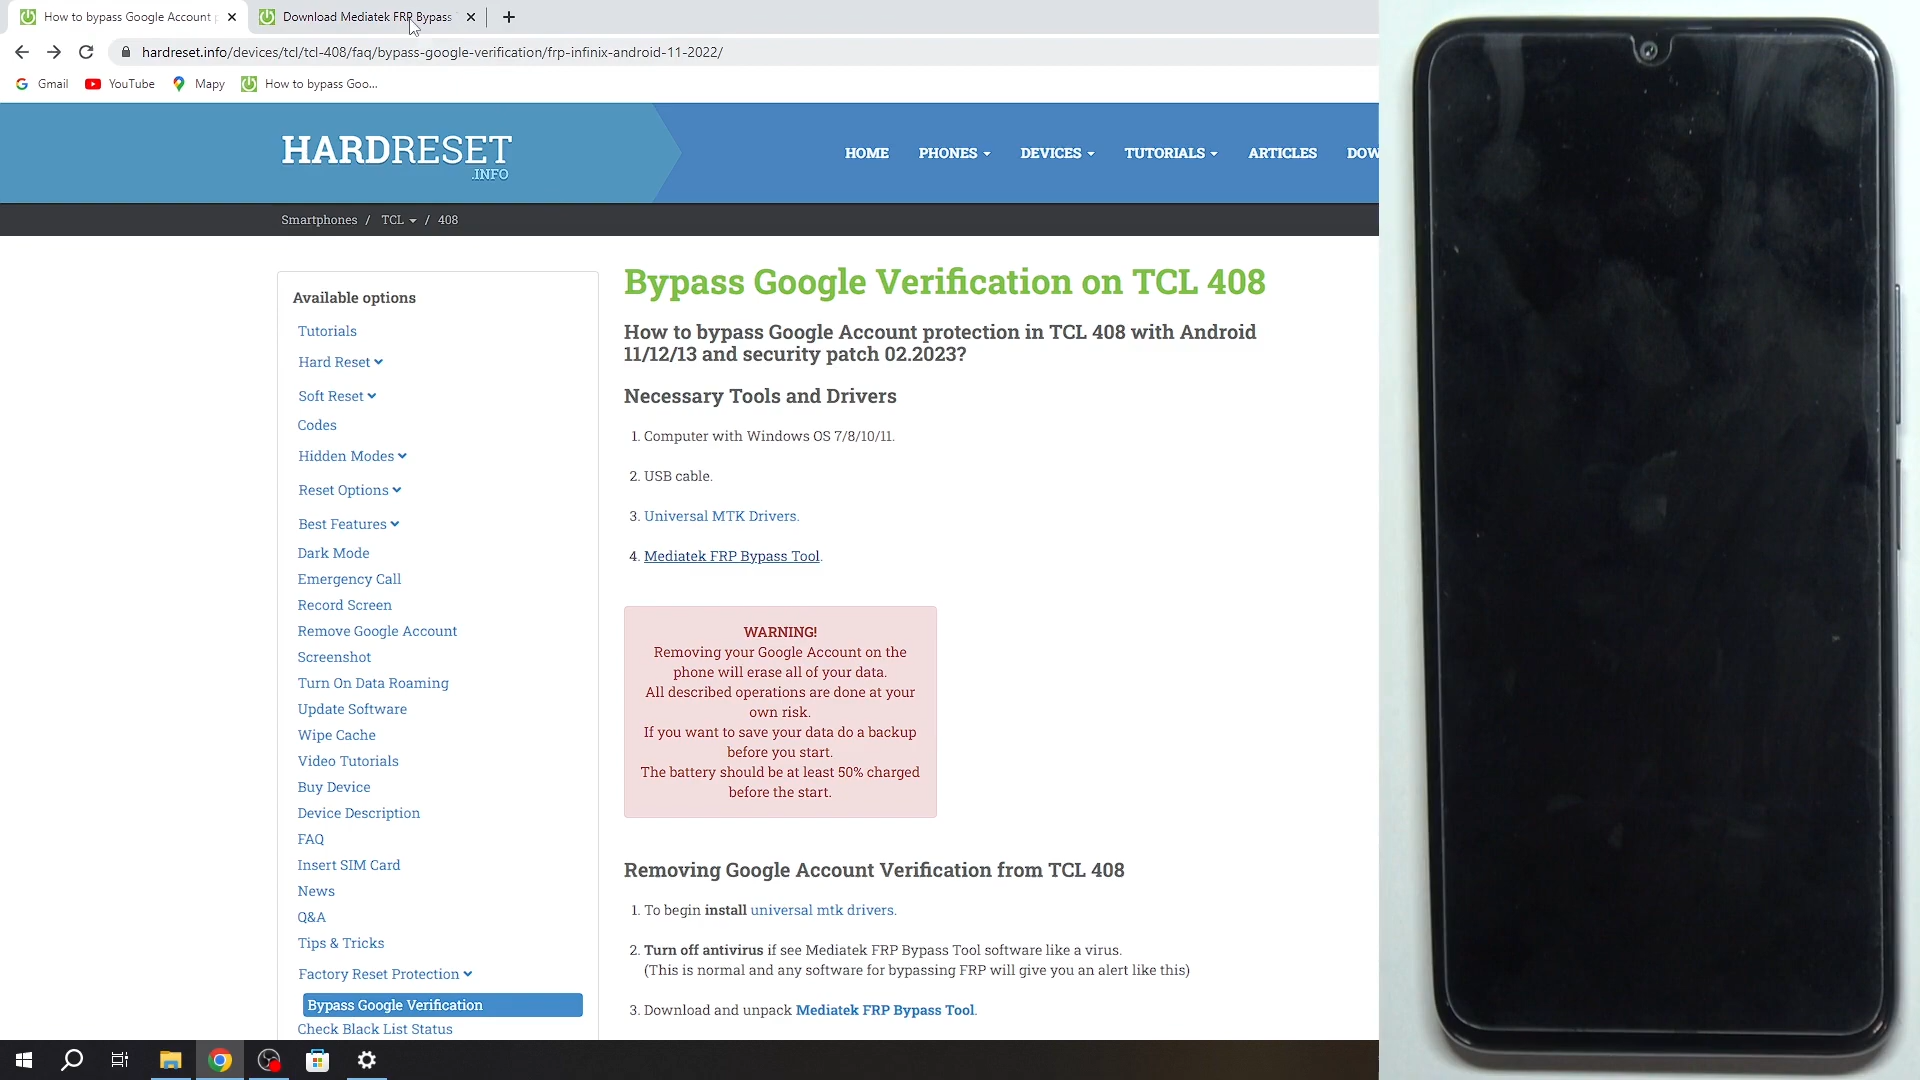 How to bypass Google Account p
Download Mediatek FRP Bypass
hardreset.info/devices/tcl/tcl-408/faq/bypass-google-verification/frp-infinix-android-11-2022/
Gmail
YouTube
Mapy
How to bypass Goo...
HARDRESET
.INFO
HOME
PHONES
DEVICES
TUTORIALS
ARTICLES
DOW
Smartphones / TCL / 408
Available options
Tutorials
Hard Reset
Soft Reset
Codes
Hidden Modes
Reset Options
Best Features
Dark Mode
Emergency Call
Record Screen
Remove Google Account
Screenshot
Turn On Data Roaming
Update Software
Wipe Cache
Video Tutorials
Buy Device
Device Description
FAQ
Insert SIM Card
News
Q&A
Tips & Tricks
Factory Reset Protection
Bypass Google Verification
Check Black List Status
Bypass Google Verification on TCL 408
How to bypass Google Account protection in TCL 408 with Android
11/12/13 and security patch 02.2023?
Necessary Tools and Drivers
1. Computer with Windows OS 7/8/10/11.
2. USB cable.
3. Universal MTK Drivers.
4. Mediatek FRP Bypass Tool.
WARNING!
Removing your Google Account on the
phone will erase all of your data.
All described operations are done at your
own risk.
If you want to save your data do a backup
before you start.
The battery should be at least 50% charged
before the start.
Removing Google Account Verification from TCL 408
1. To begin install universal mtk drivers.
2. Turn off antivirus if see Mediatek FRP Bypass Tool software like a virus.
(This is normal and any software for bypassing FRP will give you an alert like this)
3. Download and unpack Mediatek FRP Bypass Tool.